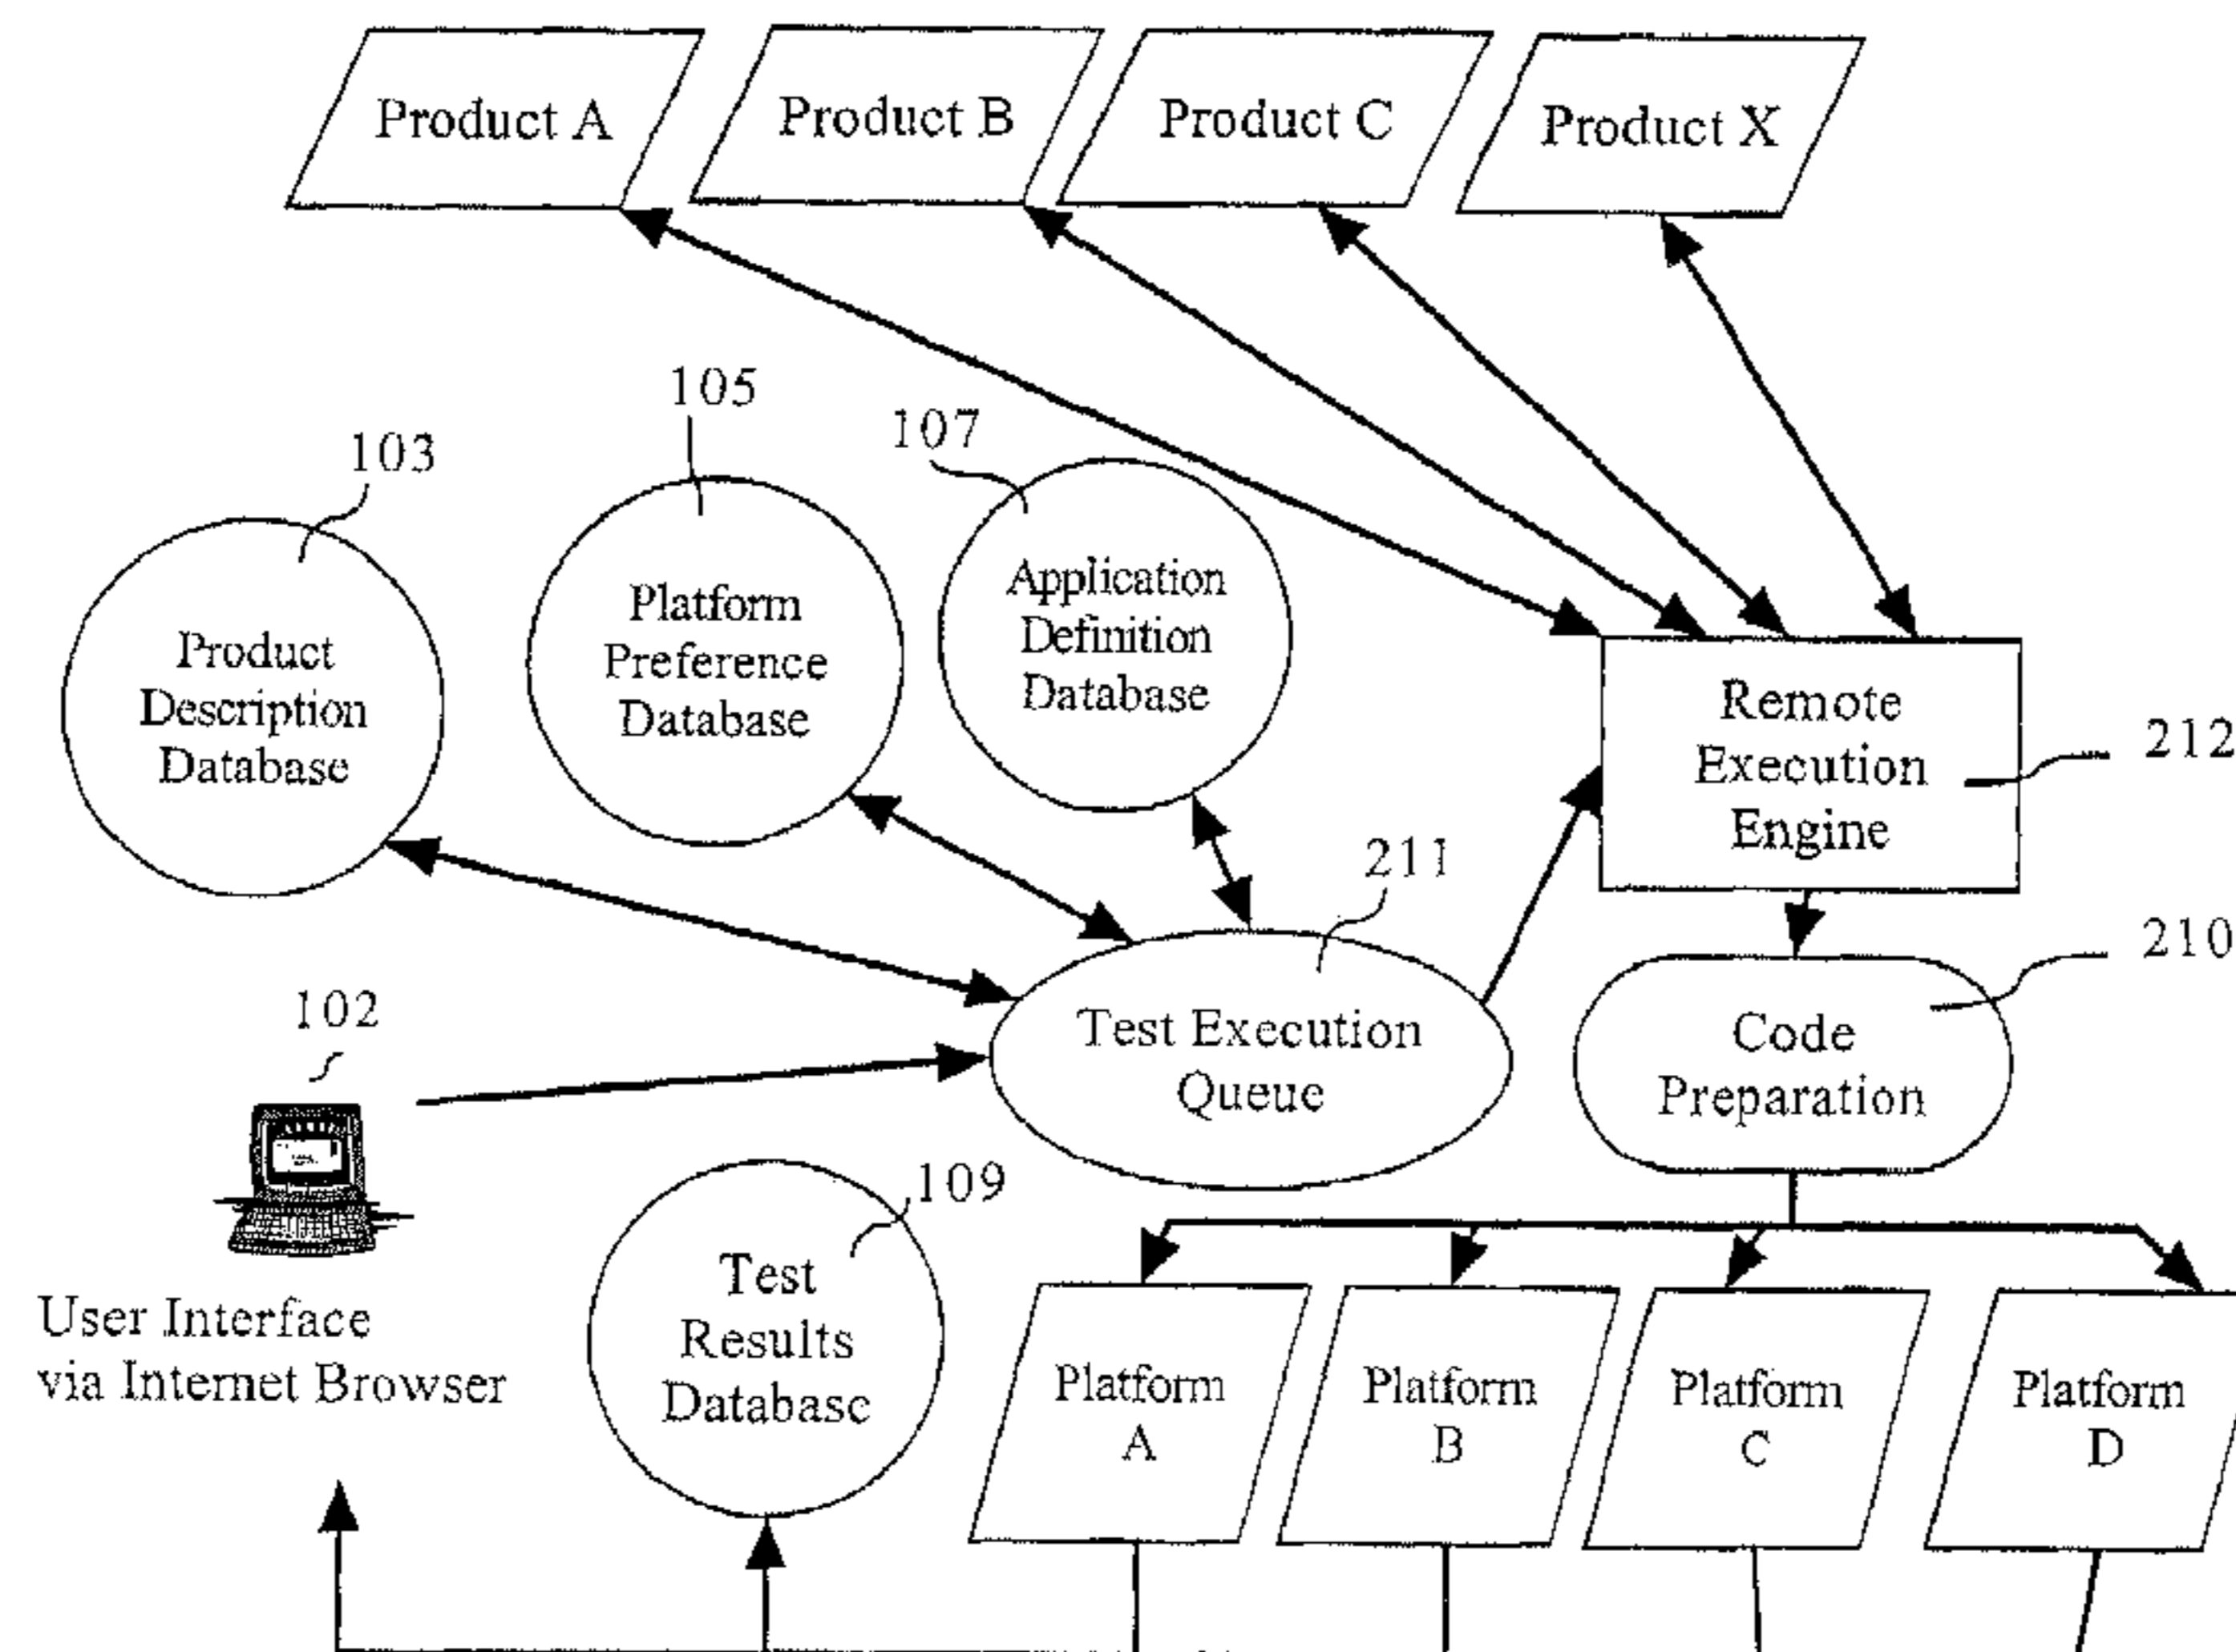 Product A
Product B
Product C
Product X
105
107
103
Application
Definition
Database
Platform
Preference
Database
Product
Description
Database
Remote
Execution
Engine
212
211
210
102
Test Execution
Queue
Code
Preparation
109
Test
Results
Database
User Interface
via Internet Browser
Platform
A
Platform
B
Platform
C
Platform
D